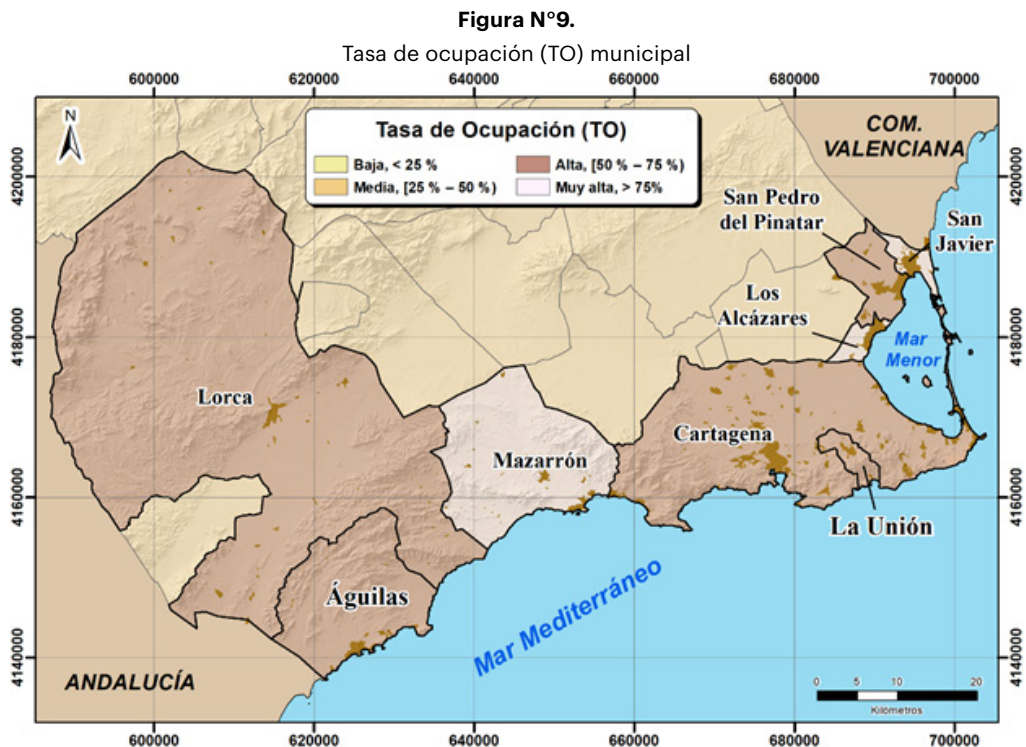 Figura N°9.
Tasa de ocupación (TO) municipal
600000 620000 640000 660000 680000 700000
N
Tasa de Ocupación (TO)
Baja, < 25 %
Alta, [50 % – 75 %)
Media, [25 % – 50 %)
Muy alta, > 75%
COM.
VALENCIANA
4200000
4200000
San Pedro
del Pinatar
San
Javier
Los
Alcázares
4180000
4180000
Mar
Menor
Lorca
Cartagena
Mazarrón
4160000
4160000
La Unión
Águilas
Mar Mediterráneo
4140000
4140000
ANDALUCÍA
0 5 10 20
Kilómetros
600000 620000 640000 660000 680000 700000